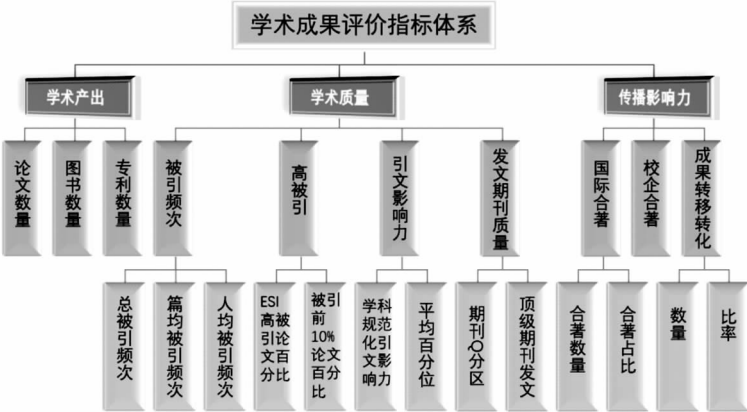 学术成果评价指标体系
学术产出
学术质量
传播影响力
论文数量
图书数量
专利数量
被引频次
高被引
引文影响力
发文期刊质量
国际合著
校企合著
成果转移转化
总被引频次
篇均被引频次
人均被引频次
ESI高被引论文百分比
被引前10%论文百分比
学科规范化引文影响力
平均百分位
期刊Q分区
顶级期刊发文
合著数量
合著占比
数量
比率